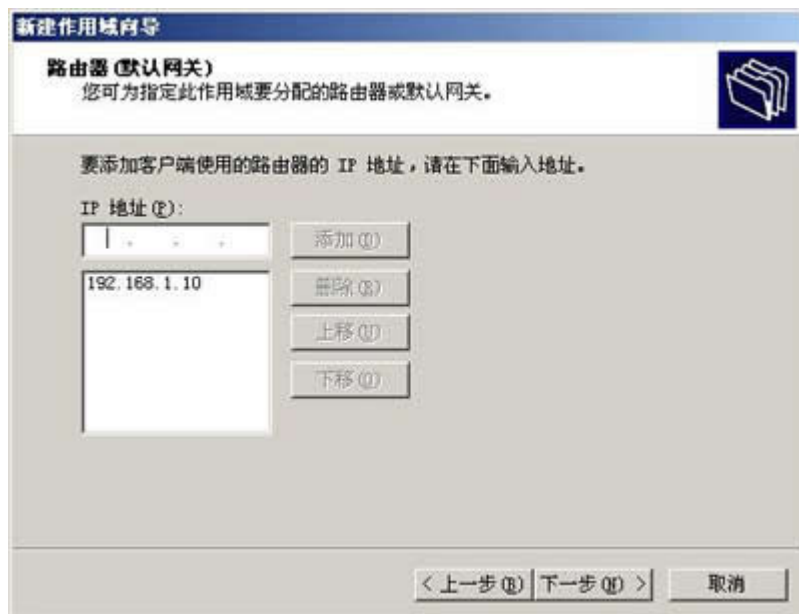 新建作用域向导
路由器(默认网关)
您可为指定此作用域要分配的路由器或默认网关。
要添加客户端使用的路由器的 IP 地址,请在下面输入地址。
IP 地址(P):
添加(D)
192.168.1.10
删除(R)
上移(U)
下移(O)
< 上一步(B)
下一步(N) >
取消